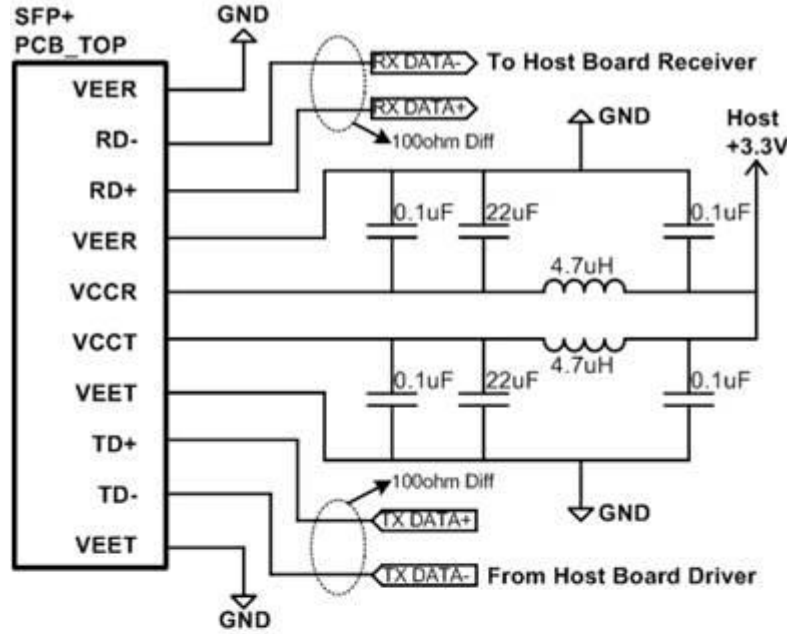 SFP+
PCB_TOP
GND
VEER
RD-
RD+
VEER
VCCR
VCCT
VEET
TD+
TD-
VEET
RX DATA-
To Host Board Receiver
RX DATA+
100ohm Diff
GND
Host
+3.3V
0.1uF
22uF
0.1uF
4.7uH
4.7uH
0.1uF
22uF
0.1uF
100ohm Diff
TX DATA+
GND
TX DATA-
From Host Board Driver
GND